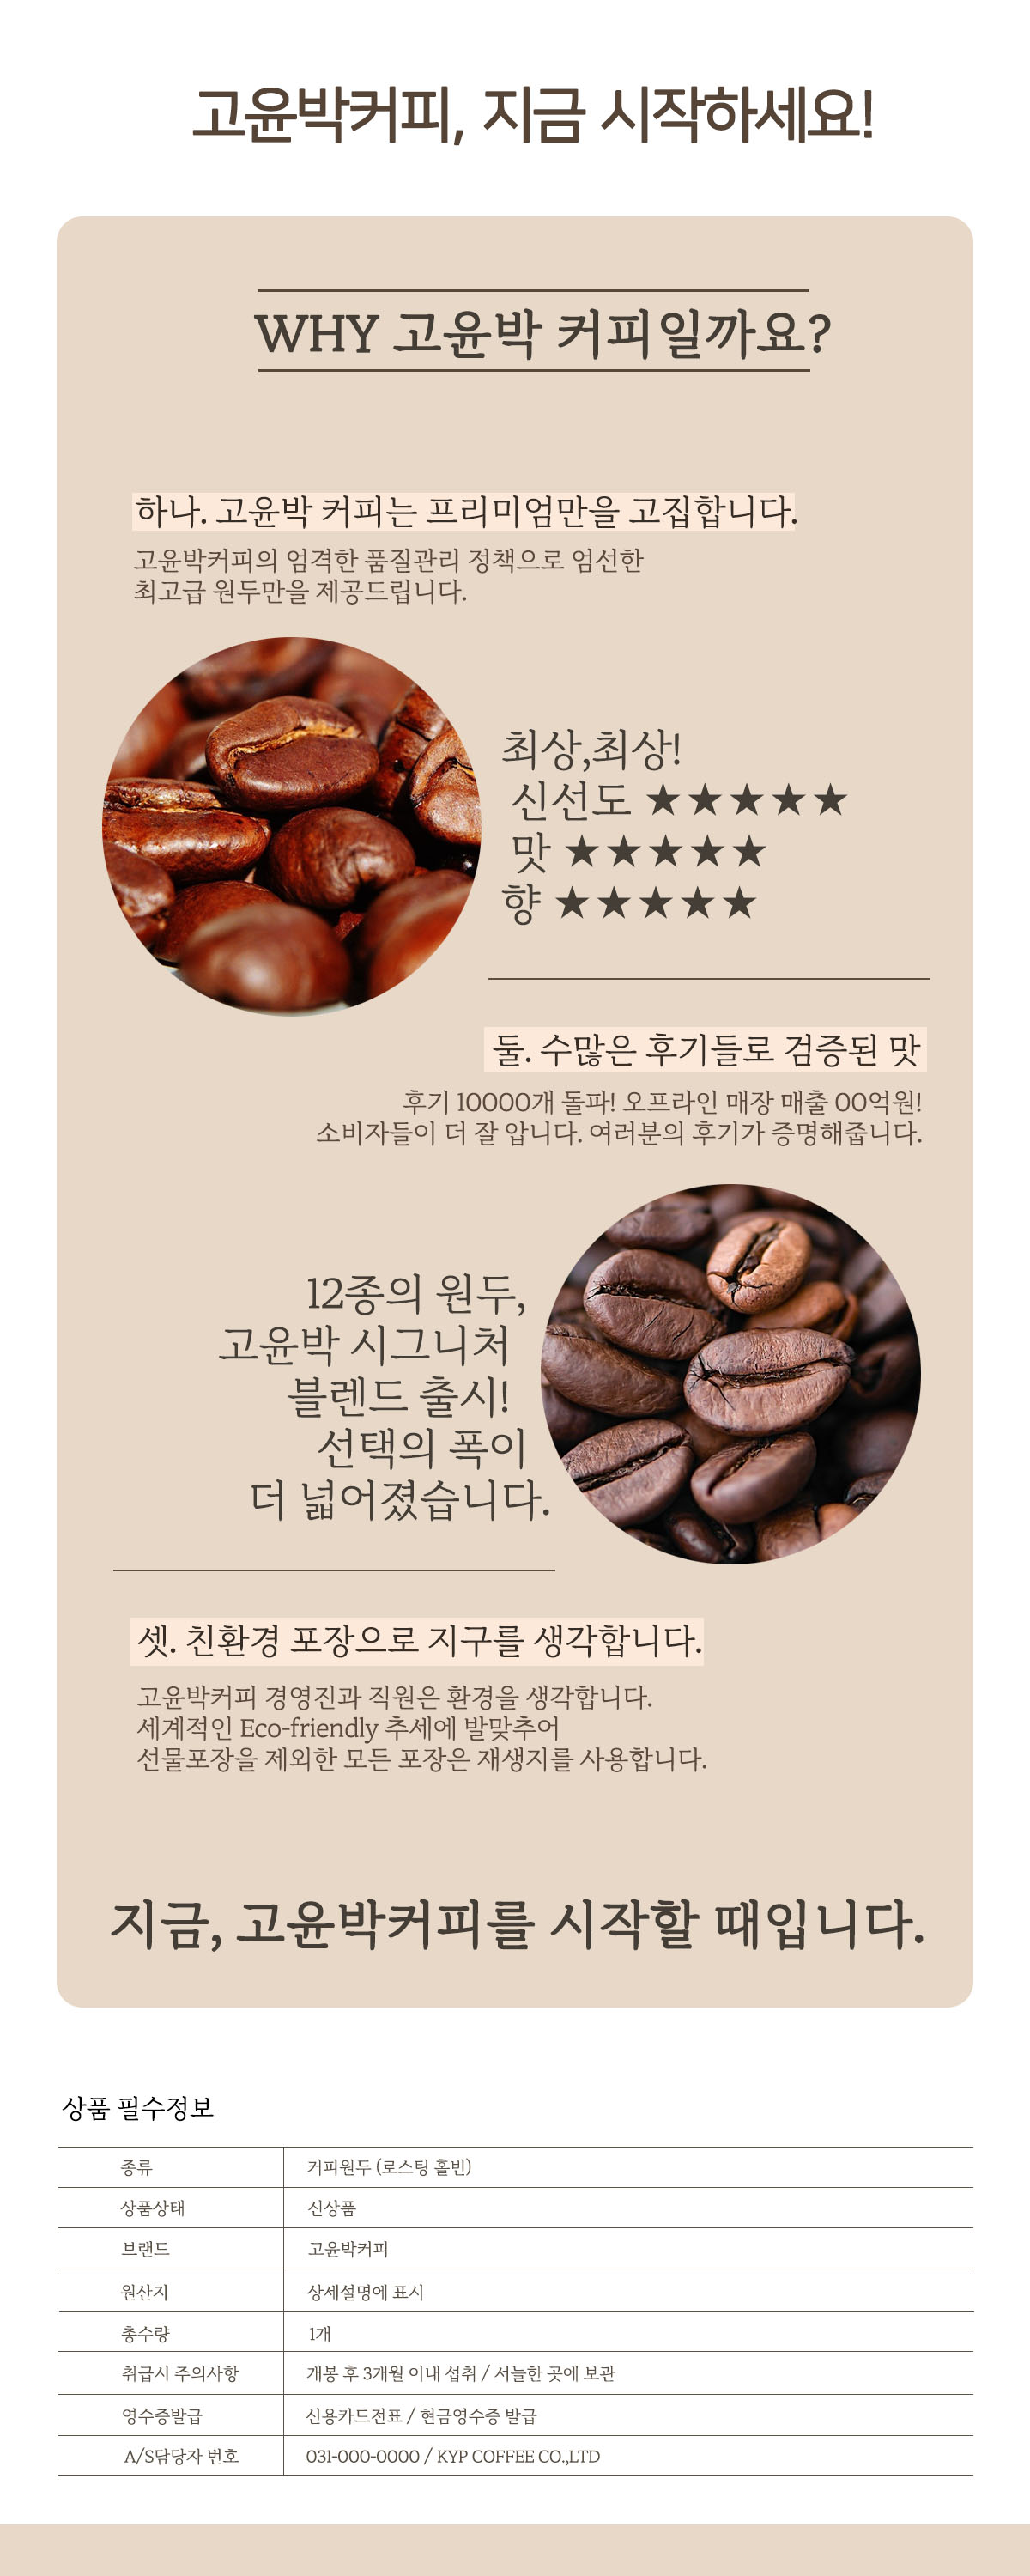 고윤박커피, 지금 시작하세요!
WHY 고윤박 커피일까요?
하나. 고윤박 커피는 프리미엄만을 고집합니다.
고윤박커피의 엄격한 품질관리 정책으로 엄선한
최고급 원두만을 제공드립니다.
최상,최상!
신선도 ★★★★★
맛 ★★★★★
향 ★★★★★
둘. 수많은 후기들로 검증된 맛
후기 10000개 돌파! 오프라인 매장 매출 00억원!
소비자들이 더 잘 압니다. 여러분의 후기가 증명해줍니다.
12종의 원두,
고윤박 시그니처
블렌드 출시!
선택의 폭이
더 넓어졌습니다.
셋. 친환경 포장으로 지구를 생각합니다.
고윤박커피 경영진과 직원은 환경을 생각합니다.
세계적인 Eco-friendly 추세에 발맞추어
선물포장을 제외한 모든 포장은 재생지를 사용합니다.
지금, 고윤박커피를 시작할 때입니다.
상품 필수정보
종류 커피원두 (로스팅 홀빈)
상품상태 신상품
브랜드 고윤박커피
원산지 상세설명에 표시
총수량 1개
취급시 주의사항 개봉 후 3개월 이내 섭취 / 서늘한 곳에 보관
영수증발급 신용카드전표 / 현금영수증 발급
A/S담당자 번호 031-000-0000 / KYP COFFEE CO.,LTD